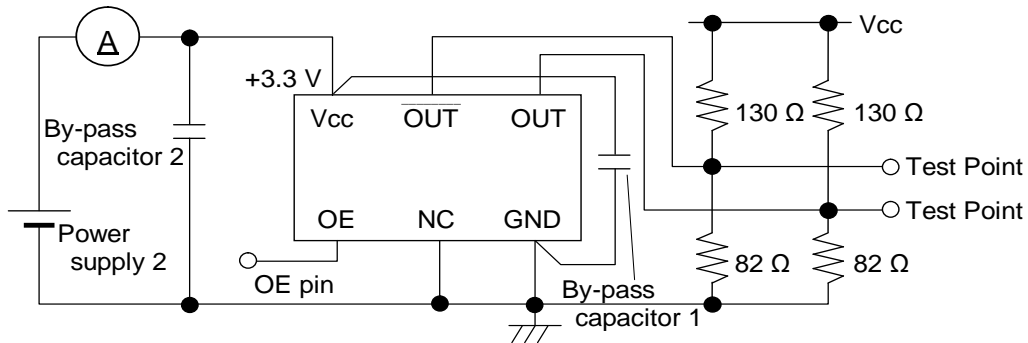 A
Vcc
+3.3 V
130 Ω
130 Ω
By-pass
capacitor 2
Vcc
OUT
OUT
Test Point
Test Point
OE
NC
GND
Power
supply 2
OE pin
82 Ω
82 Ω
By-pass
capacitor 1